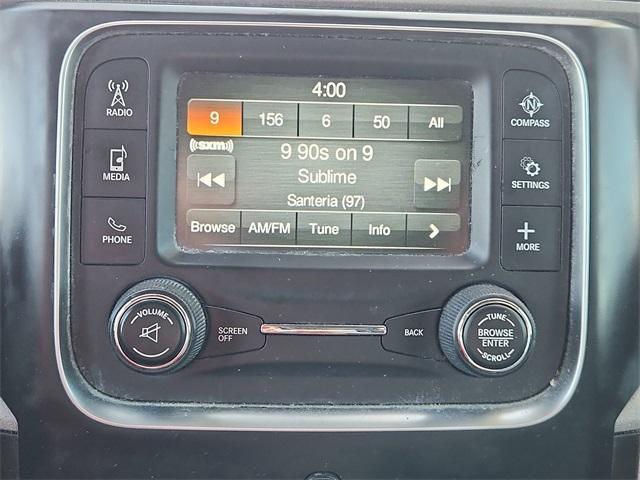 4:00
9 156 6 50 All
((sxm))
9 90s on 9
Sublime
Santeria (97)
Browse AM/FM Tune Info >
RADIO
MEDIA
PHONE
COMPASS
SETTINGS
+
MORE
VOLUME
SCREEN
OFF
BACK
TUNE
BROWSE
ENTER
SCROLL